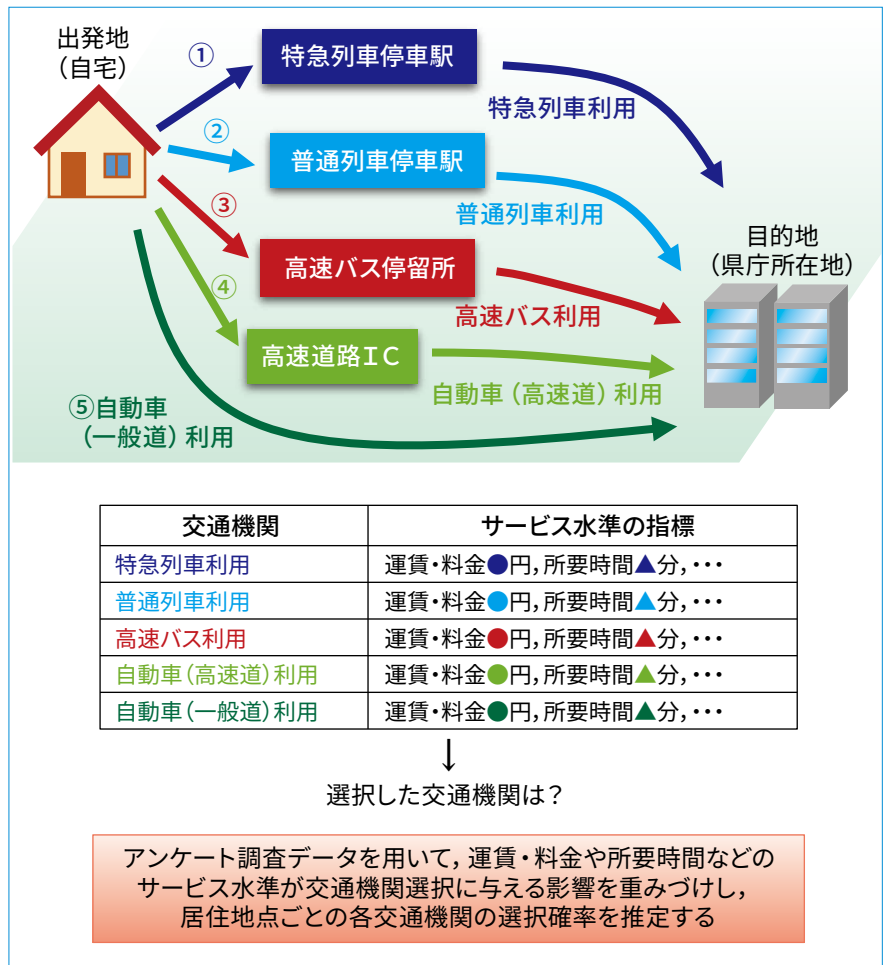 出発地
（自宅）
①
特急列車停車駅
特急列車利用
②
普通列車停車駅
普通列車利用
③
高速バス停留所
高速バス利用
目的地
（県庁所在地）
④
高速道路ＩＣ
自動車（高速道）利用
⑤自動車
（一般道）利用
交通機関 サービス水準の指標
特急列車利用 運賃・料金●円，所要時間▲分，・・・
普通列車利用 運賃・料金●円，所要時間▲分，・・・
高速バス利用 運賃・料金●円，所要時間▲分，・・・
自動車（高速道）利用 運賃・料金●円，所要時間▲分，・・・
自動車（一般道）利用 運賃・料金●円，所要時間▲分，・・・
↓
選択した交通機関は？
アンケート調査データを用いて，運賃・料金や所要時間などの
サービス水準が交通機関選択に与える影響を重みづけし，
居住地点ごとの各交通機関の選択確率を推定する